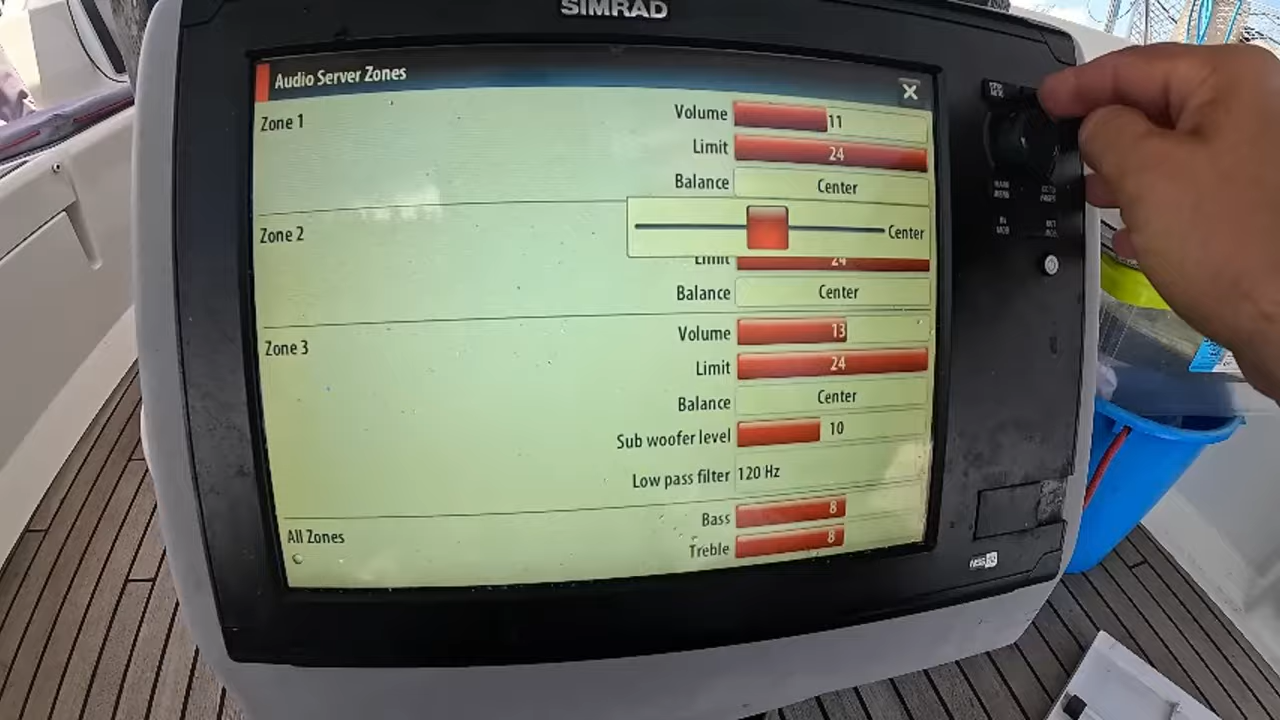 SIMRAD
Audio Server Zones
X
Zone 1
Volume 11
Limit 24
Balance Center
Zone 2
Center
Limit 24
Balance Center
Zone 3
Volume 13
Limit 24
Balance Center
Sub woofer level 10
Low pass filter 120 Hz
All Zones
Bass 8
Treble 8